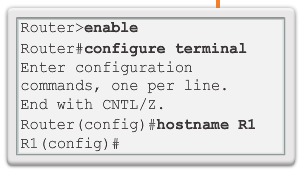 Router>enable
Router#configure terminal
Enter configuration
commands, one per line.
End with CNTL/Z.
Router(config)#hostname R1
R1(config)#